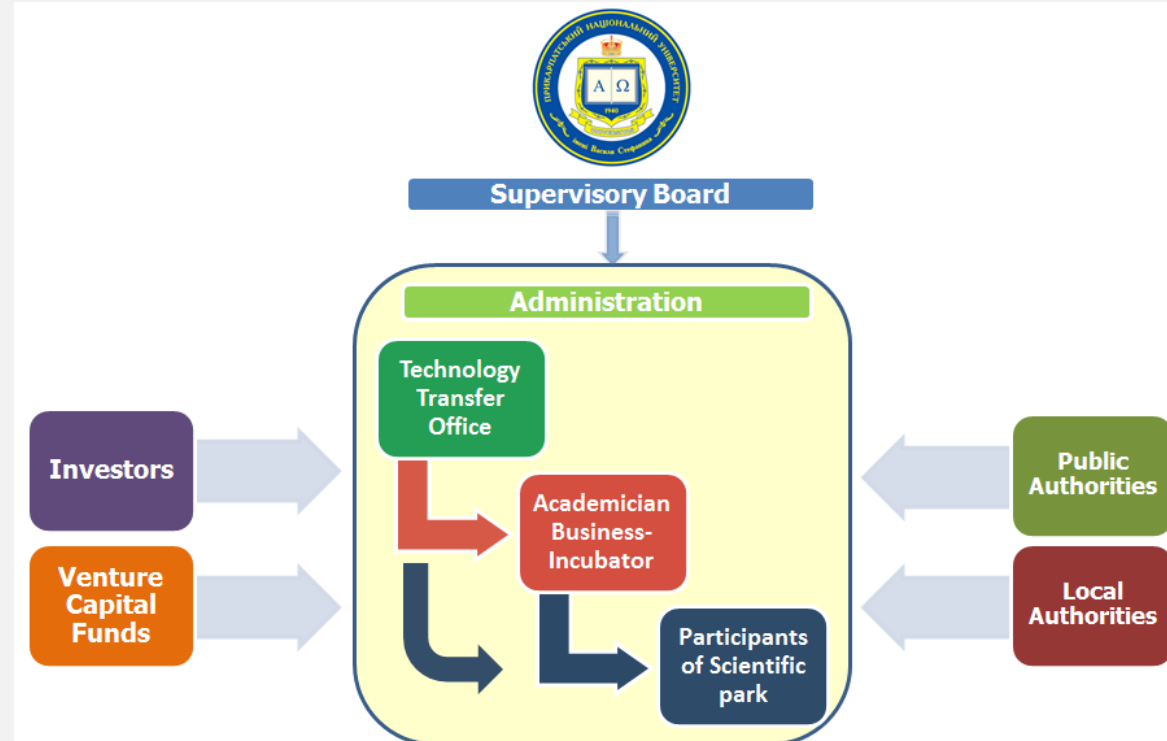 ПРИКАРПАТСЬКИЙ НАЦІОНАЛЬНИЙ УНІВЕРСИТЕТ
Α Ω
1940
імені Василя Стефаника
Supervisory Board
Administration
Technology
Transfer
Office
Investors
Public
Authorities
Academician
Business-
Incubator
Venture
Capital
Funds
Local
Authorities
Participants
of Scientific
park